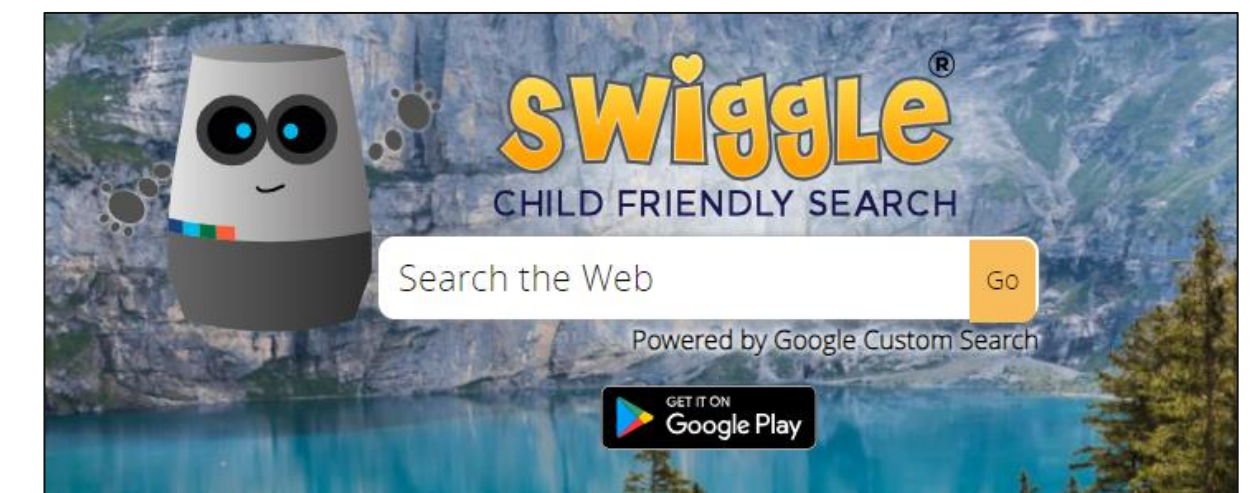 swiggLe®
CHILD FRIENDLY SEARCH
Search the Web
Go
Powered by Google Custom Search
GET IT ON
Google Play